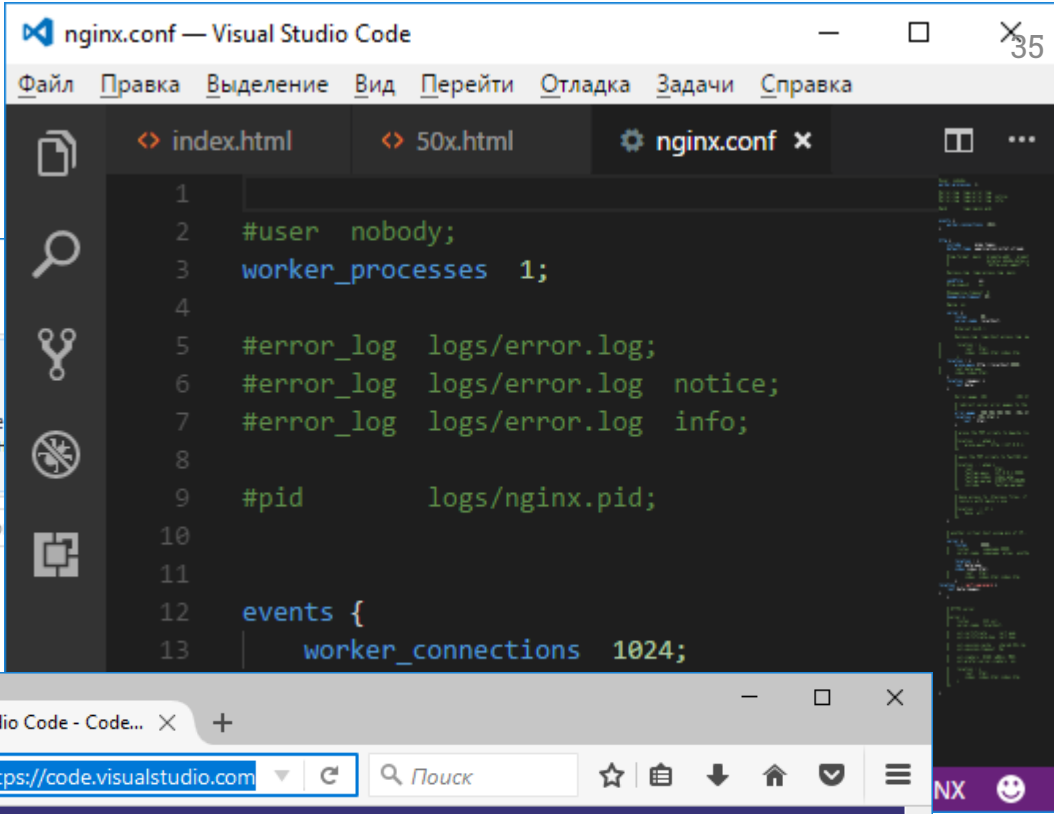 nginx.conf — Visual Studio Code
35
Файл Правка Выделение Вид Перейти Отладка Задачи Справка
index.html 50x.html nginx.conf
1
2 #user nobody;
3 worker_processes 1;
4
5 #error_log logs/error.log;
6 #error_log logs/error.log notice;
7 #error_log logs/error.log info;
8
9 #pid logs/nginx.pid;
10
11
12 events {
13 worker_connections 1024;
dio Code - Code...
tps://code.visualstudio.com Поиск
NX